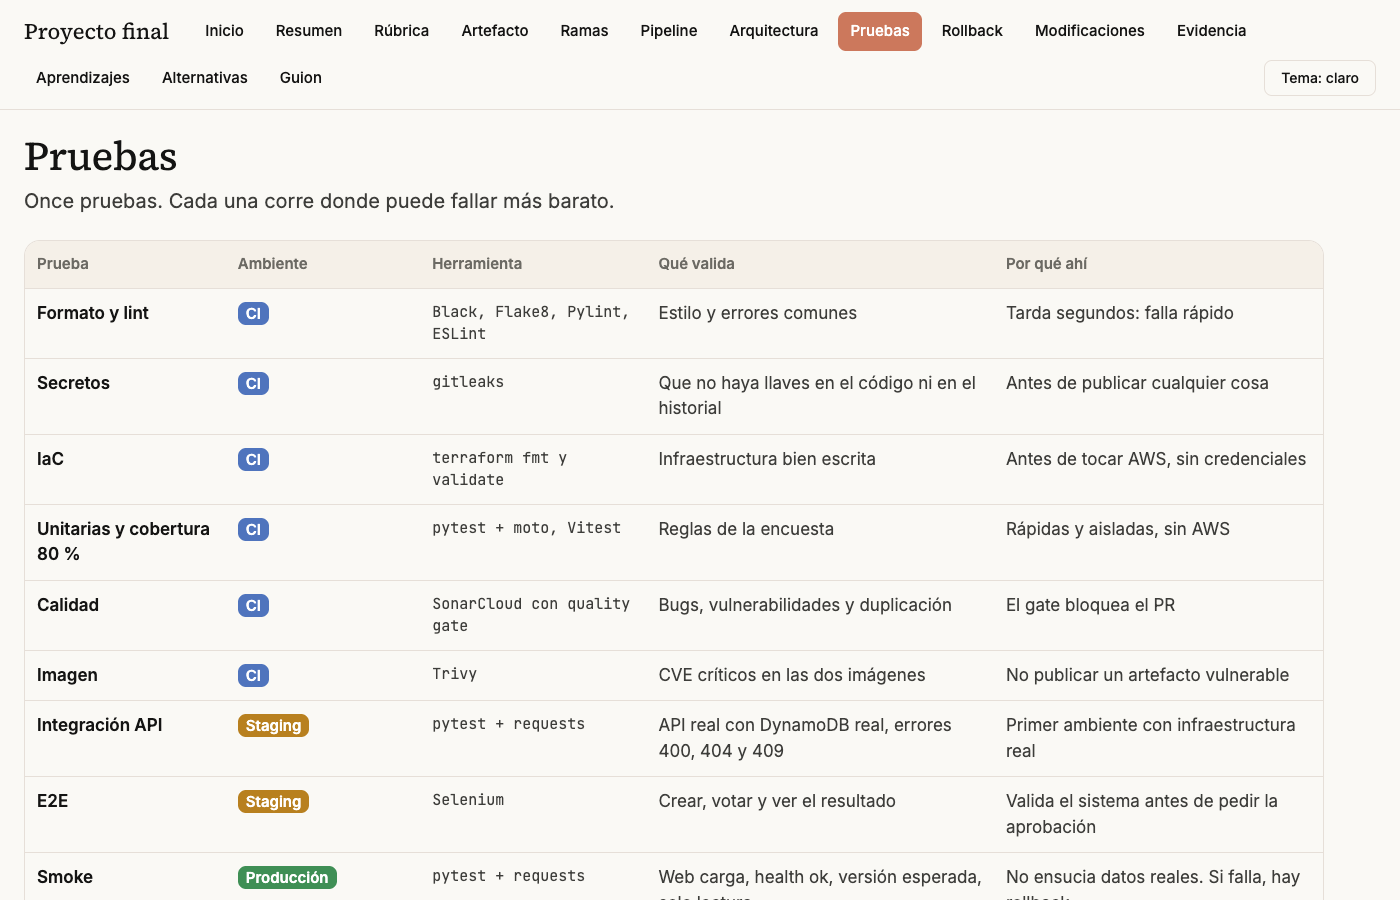 Proyecto final
Inicio
Resumen
Rúbrica
Artefacto
Ramas
Pipeline
Arquitectura
Pruebas
Rollback
Modificaciones
Evidencia
Aprendizajes
Alternativas
Guion
Tema: claro
Pruebas
Once pruebas. Cada una corre donde puede fallar más barato.
Prueba
Ambiente
Herramienta
Qué valida
Por qué ahí
Formato y lint
CI
Black, Flake8, Pylint,
ESLint
Estilo y errores comunes
Tarda segundos: falla rápido
Secretos
CI
gitleaks
Que no haya llaves en el código ni en el
historial
Antes de publicar cualquier cosa
IaC
CI
terraform fmt y
validate
Infraestructura bien escrita
Antes de tocar AWS, sin credenciales
Unitarias y cobertura
80 %
CI
pytest + moto, Vitest
Reglas de la encuesta
Rápidas y aisladas, sin AWS
Calidad
CI
SonarCloud con quality
gate
Bugs, vulnerabilidades y duplicación
El gate bloquea el PR
Imagen
CI
Trivy
CVE críticos en las dos imágenes
No publicar un artefacto vulnerable
Integración API
Staging
pytest + requests
API real con DynamoDB real, errores
400, 404 y 409
Primer ambiente con infraestructura
real
E2E
Staging
Selenium
Crear, votar y ver el resultado
Valida el sistema antes de pedir la
aprobación
Smoke
Producción
pytest + requests
Web carga, health ok, versión esperada,
No ensucia datos reales. Si falla, hay